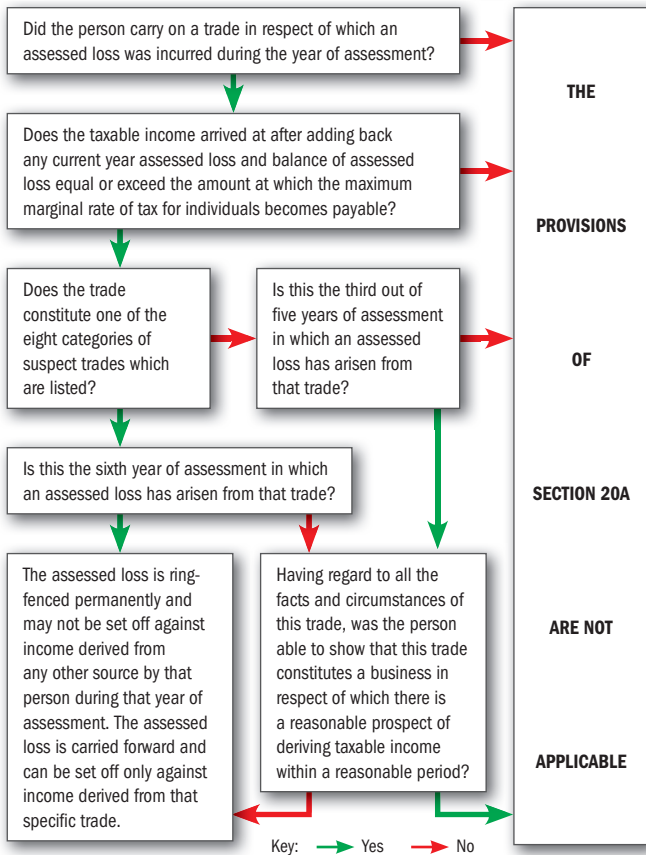 Did the person carry on a trade in respect of which an
assessed loss was incurred during the year of assessment?
Does the taxable income arrived at after adding back
any current year assessed loss and balance of assessed
loss equal or exceed the amount at which the maximum
marginal rate of tax for individuals becomes payable?
Does the trade
constitute one of the
eight categories of
suspect trades which
are listed?
Is this the third out of
five years of assessment
in which an assessed
loss has arisen from
that trade?
Is this the sixth year of assessment in which
an assessed loss has arisen from that trade?
The assessed loss is ring-
fenced permanently and
may not be set off against
income derived from
any other source by that
person during that year of
assessment. The assessed
loss is carried forward and
can be set off only against
income derived from that
specific trade.
Having regard to all the
facts and circumstances of
this trade, was the person
able to show that this trade
constitutes a business in
respect of which there is
a reasonable prospect of
deriving taxable income
within a reasonable period?
THE
PROVISIONS
OF
SECTION 20A
ARE NOT
APPLICABLE
Key: Yes No